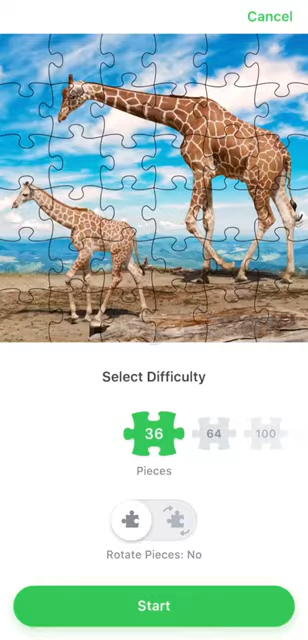 Cancel
Select Difficulty
36
64
100
Pieces
Rotate Pieces: No
Start